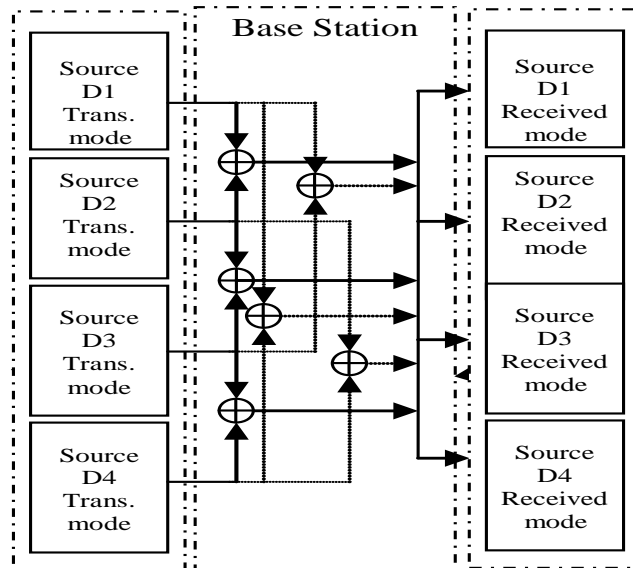 Base Station
Source
D1
Trans.
mode
Source
D2
Trans.
mode
Source
D3
Trans.
mode
Source
D4
Trans.
mode
Source
D1
Received
mode
Source
D2
Received
mode
Source
D3
Received
mode
Source
D4
Received
mode